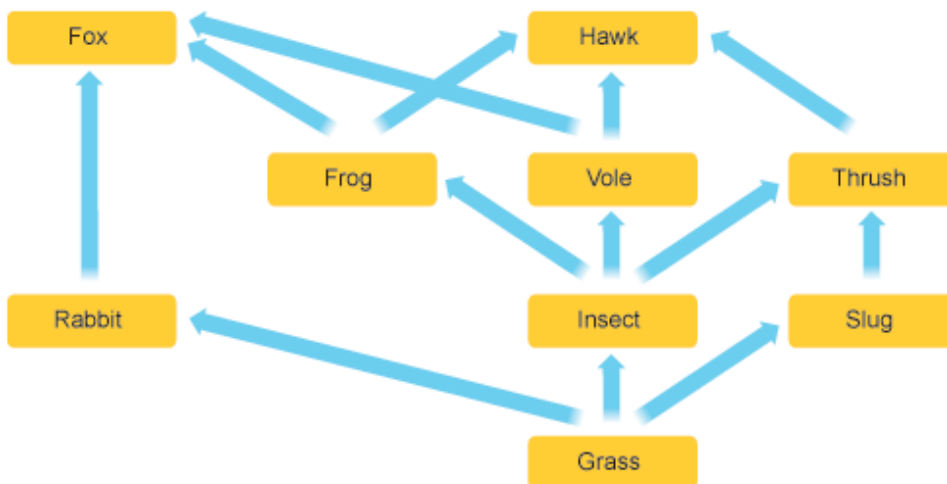 Fox
Hawk
Frog
Vole
Thrush
Rabbit
Insect
Slug
Grass